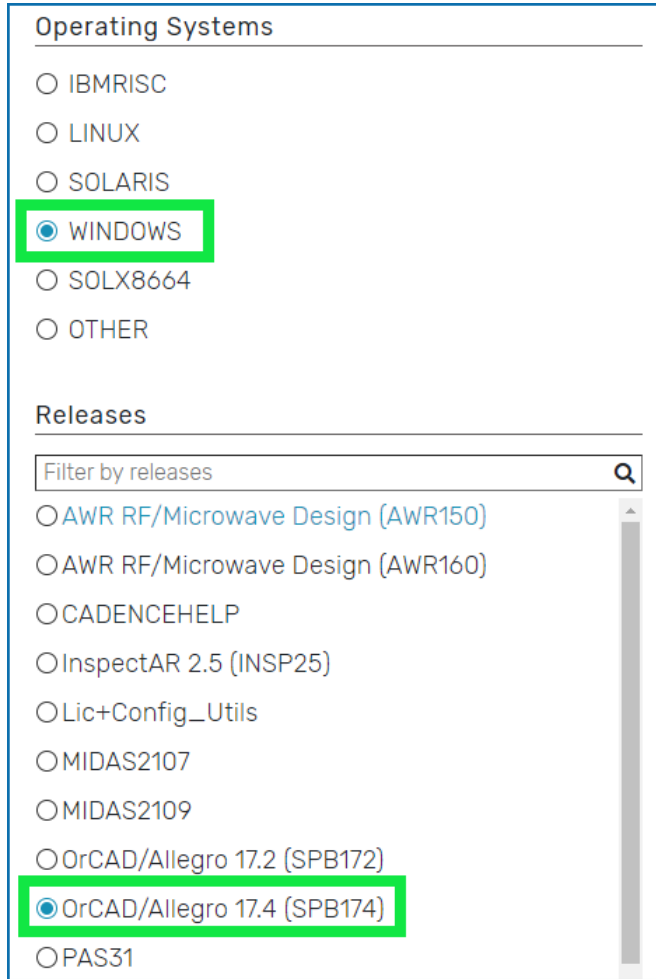 Operating Systems
IBMRISC
LINUX
SOLARIS
WINDOWS
SOLX8664
OTHER
Releases
Filter by releases
AWR RF/Microwave Design (AWR150)
AWR RF/Microwave Design (AWR160)
CADENCEHELP
InspectAR 2.5 (INSP25)
Lic+Config_Utils
MIDAS2107
MIDAS2109
OrCAD/Allegro 17.2 (SPB172)
OrCAD/Allegro 17.4 (SPB174)
PAS31